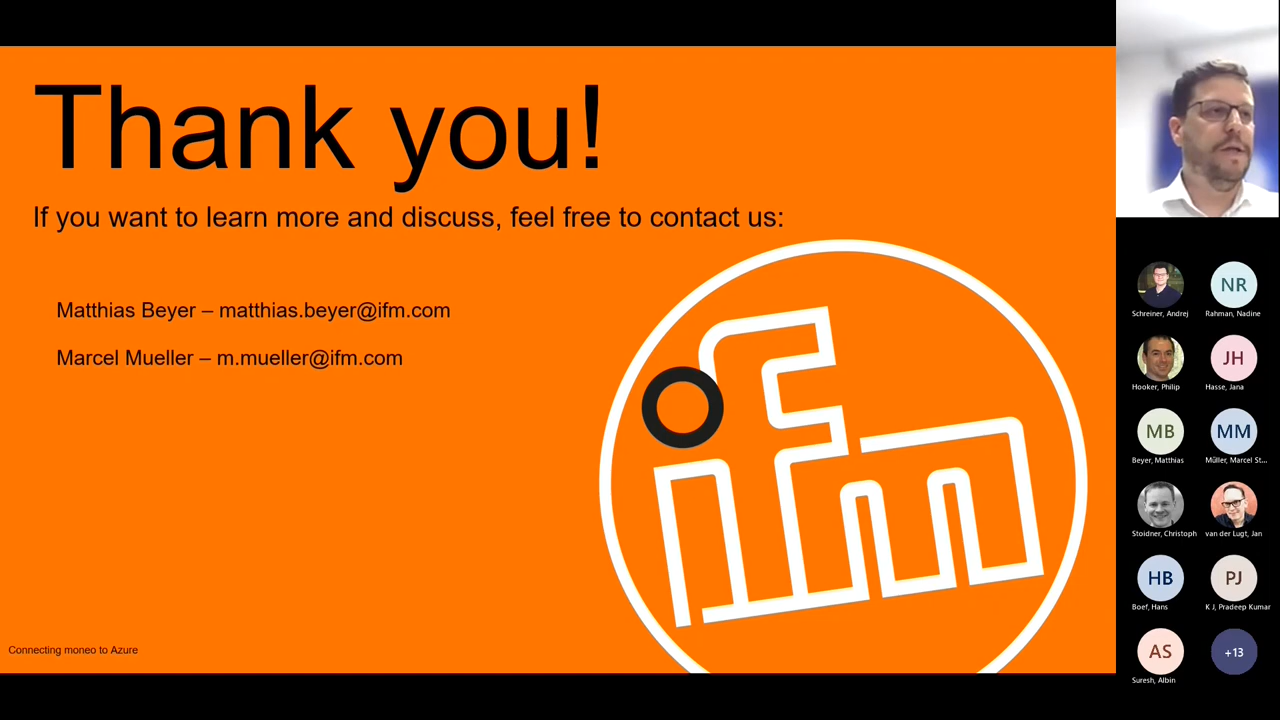 Thank you!
If you want to learn more and discuss, feel free to contact us:
Matthias Beyer – matthias.beyer@ifm.com
Marcel Mueller – m.mueller@ifm.com
ifm
Connecting moneo to Azure
Schreiner, Andrej
NR
Rahman, Nadine
Hooker, Philip
JH
Hasse, Jana
MB
Beyer, Matthias
MM
Müller, Marcel St...
Stoidner, Christoph
van der Lugt, Jan
HB
Boef, Hans
PJ
K J, Pradeep Kumar
AS
Suresh, Albin
+13